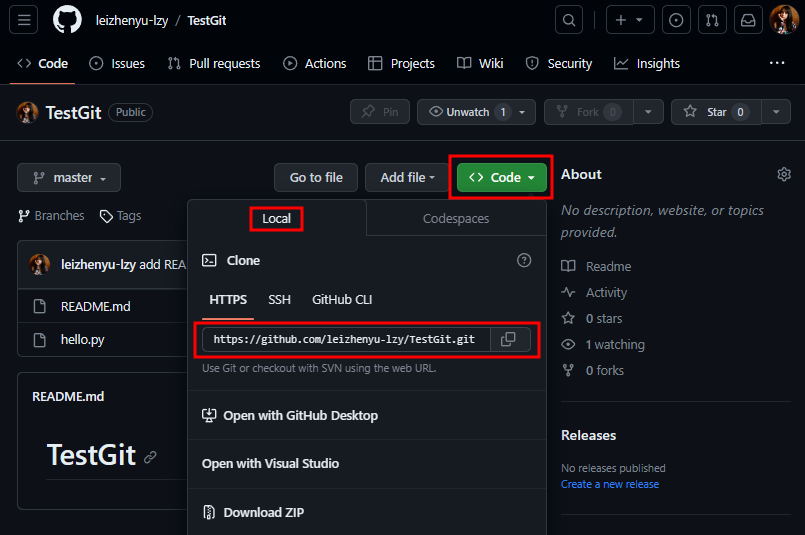 leizhenyu-lzy / TestGit
Code Issues Pull requests Actions Projects Wiki Security Insights
TestGit Public Pin Unwatch 1 Fork 0 Star 0
master Go to file Add file Code
Branches Tags
Local Codespaces
leizhenyu-lzy add REA
README.md
hello.py
Clone
HTTPS SSH GitHub CLI
https://github.com/leizhenyu-lzy/TestGit.git
Use Git or checkout with SVN using the web URL.
Open with GitHub Desktop
Open with Visual Studio
Download ZIP
README.md
TestGit
About
No description, website, or topics
provided.
Readme
Activity
0 stars
1 watching
0 forks
Releases
No releases published
Create a new release